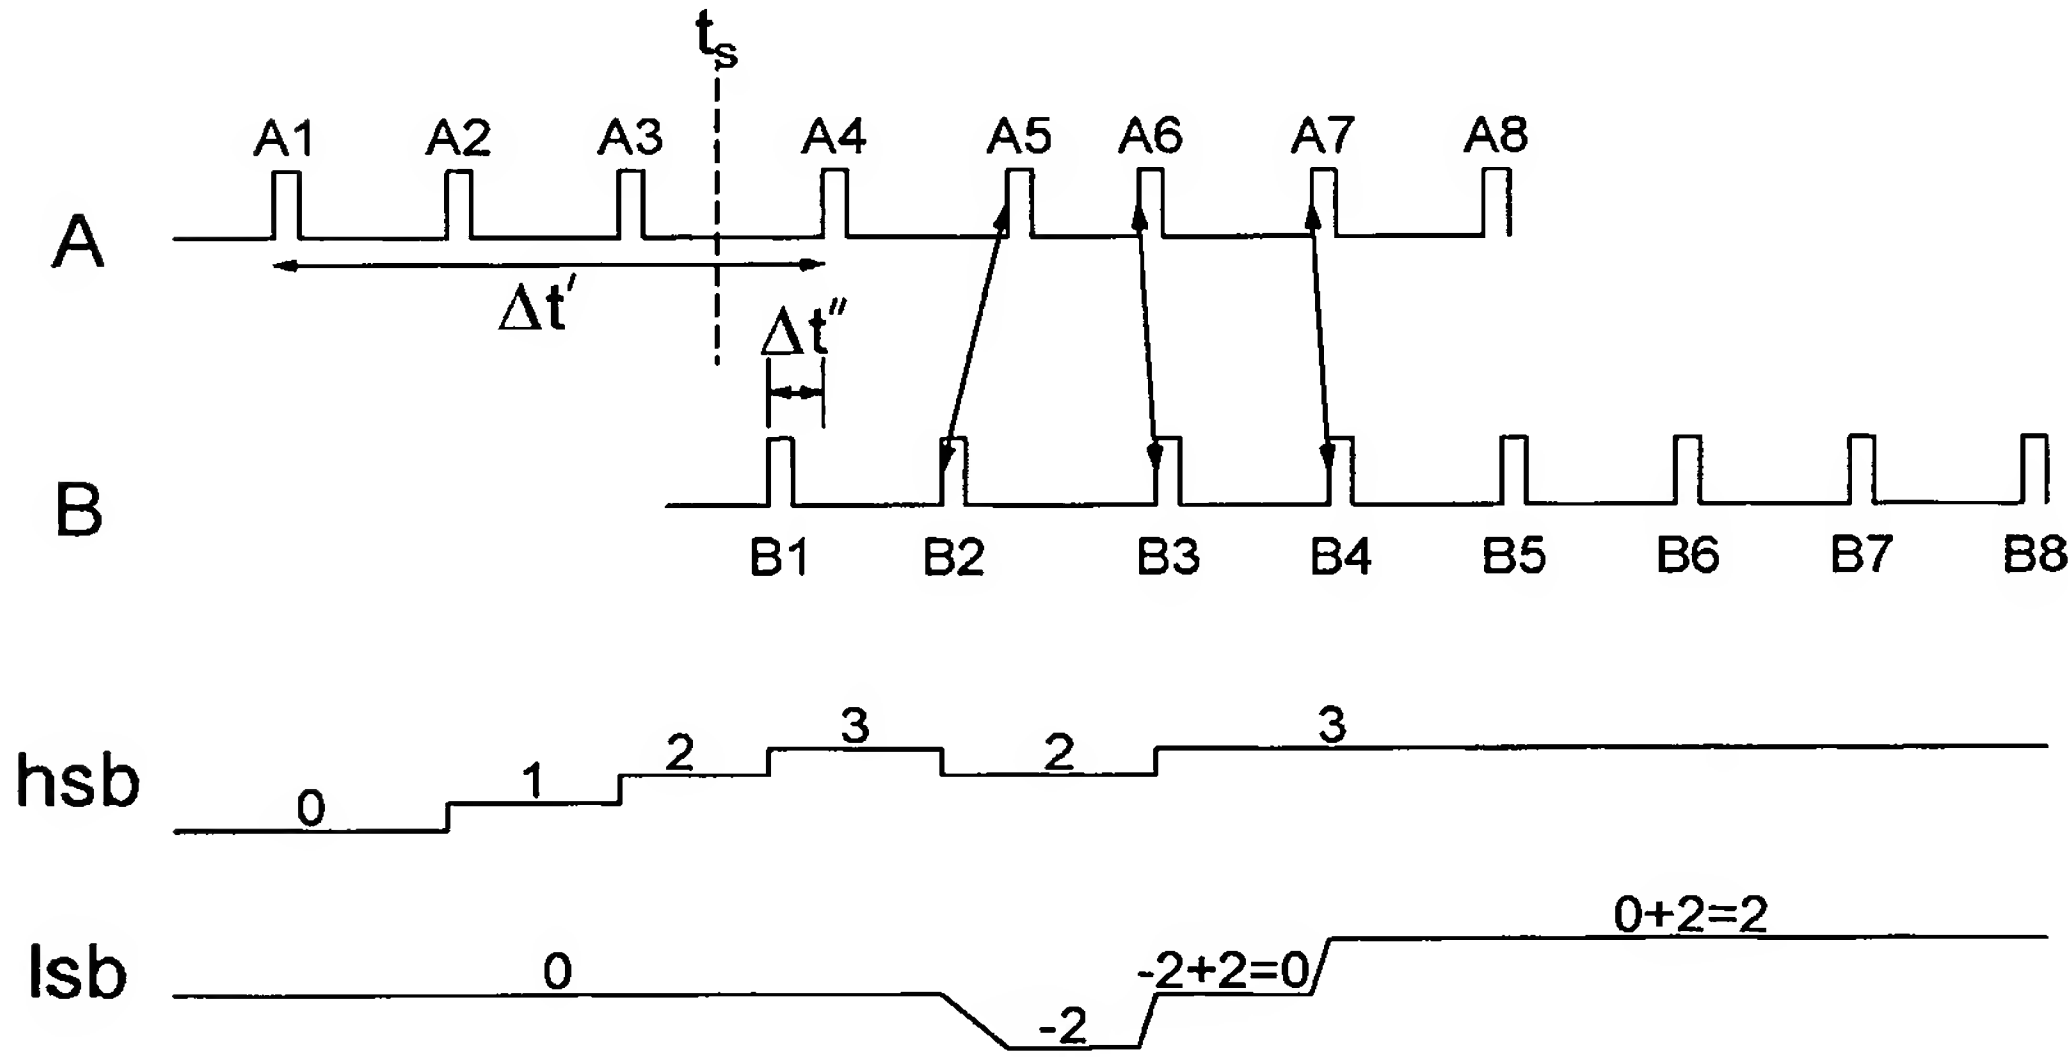 tₛ
A1 A2 A3 A4 A5 A6 A7 A8
A
Δt′
Δt″
B
B1 B2 B3 B4 B5 B6 B7 B8
hsb 0 1 2 3 2 3
lsb 0 -2 -2+2=0 0+2=2